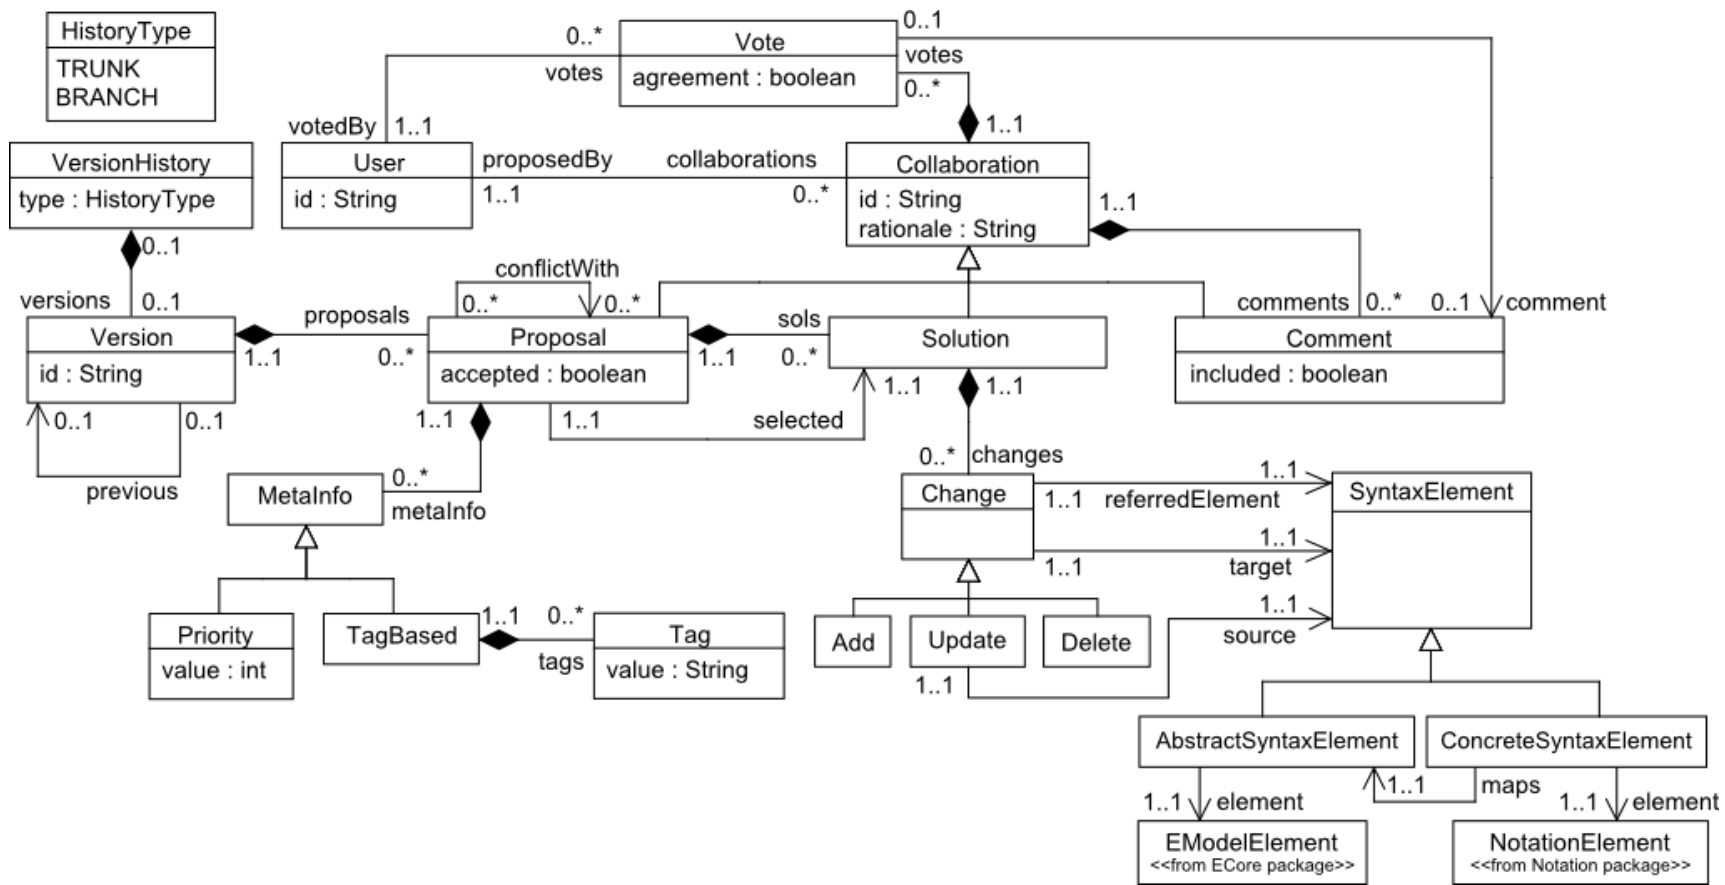 HistoryType
TRUNK
BRANCH
0..1
0..*
Vote
votes
votes
agreement : boolean
0..*
votedBy
1..1
1..1
VersionHistory
type : HistoryType
User
id : String
proposedBy
collaborations
1..1
0..*
Collaboration
id : String
rationale : String
1..1
0..1
conflictWith
versions
0..1
0..*
0..*
comments
0..*
0..1
comment
Version
id : String
proposals
1..1
0..*
Proposal
accepted : boolean
sols
1..1
0..*
Solution
Comment
included : boolean
0..1
0..1
previous
1..1
1..1
selected
1..1
1..1
0..*
metaInfo
MetaInfo
0..*
changes
Change
1..1
1..1
referredElement
SyntaxElement
1..1
1..1
target
1..1
source
Priority
value : int
TagBased
1..1
0..*
tags
Tag
value : String
Add
Update
Delete
1..1
AbstractSyntaxElement
ConcreteSyntaxElement
1..1
maps
1..1
element
1..1
element
EModelElement
<<from ECore package>>
NotationElement
<<from Notation package>>